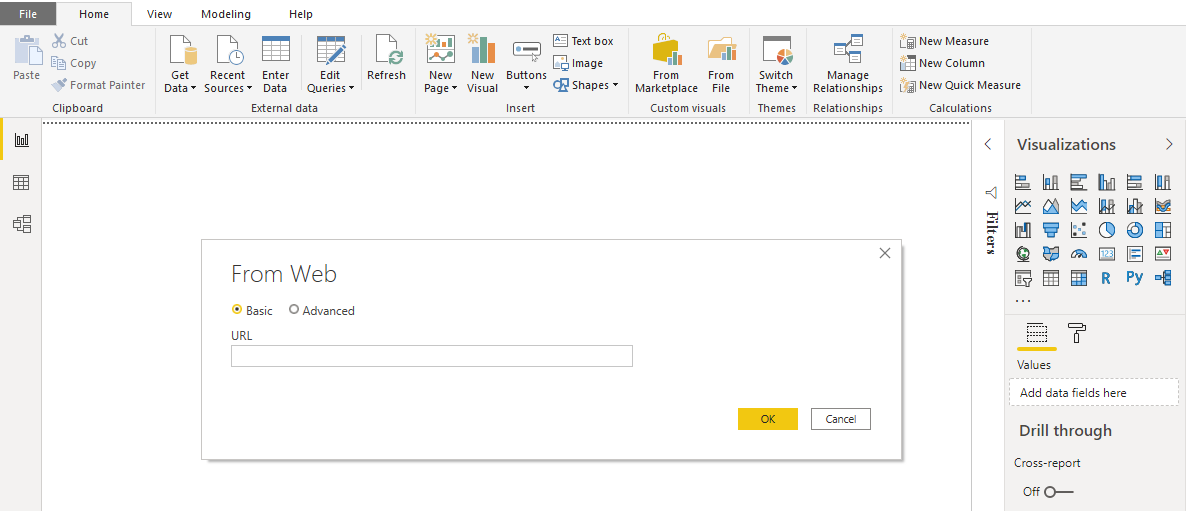 File Home View Modeling Help
Paste
Cut
Copy
Format Painter
Clipboard
Get Data
Recent Sources
Enter Data
Edit Queries
Refresh
External data
New Page
New Visual
Buttons
Text box
Image
Shapes
Insert
From Marketplace
From File
Custom visuals
Switch Theme
Themes
Manage Relationships
Relationships
New Measure
New Column
New Quick Measure
Calculations
Filters
Visualizations
123
R
Py
...
Values
Add data fields here
Drill through
Cross-report
Off
From Web
Basic Advanced
URL
OK Cancel